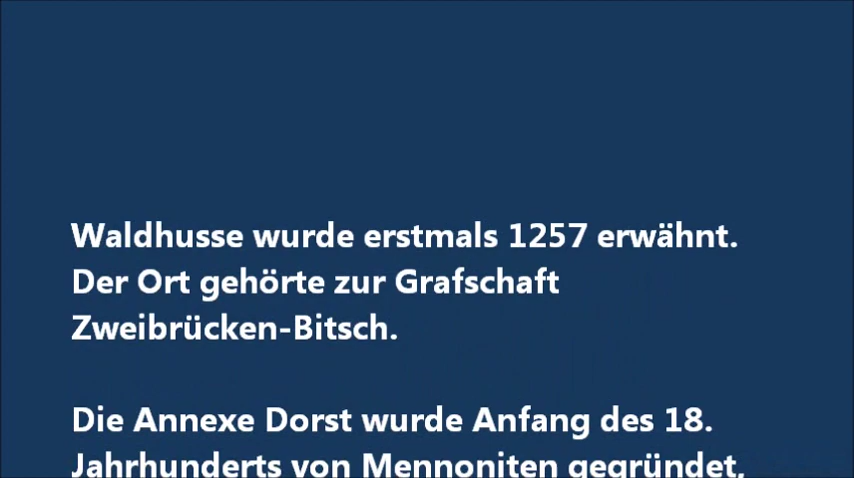 Waldhusse wurde erstmals 1257 erwähnt.
Der Ort gehörte zur Grafschaft
Zweibrücken-Bitsch.
Die Annexe Dorst wurde Anfang des 18.
Jahrhunderts von Mennoniten gegründet,